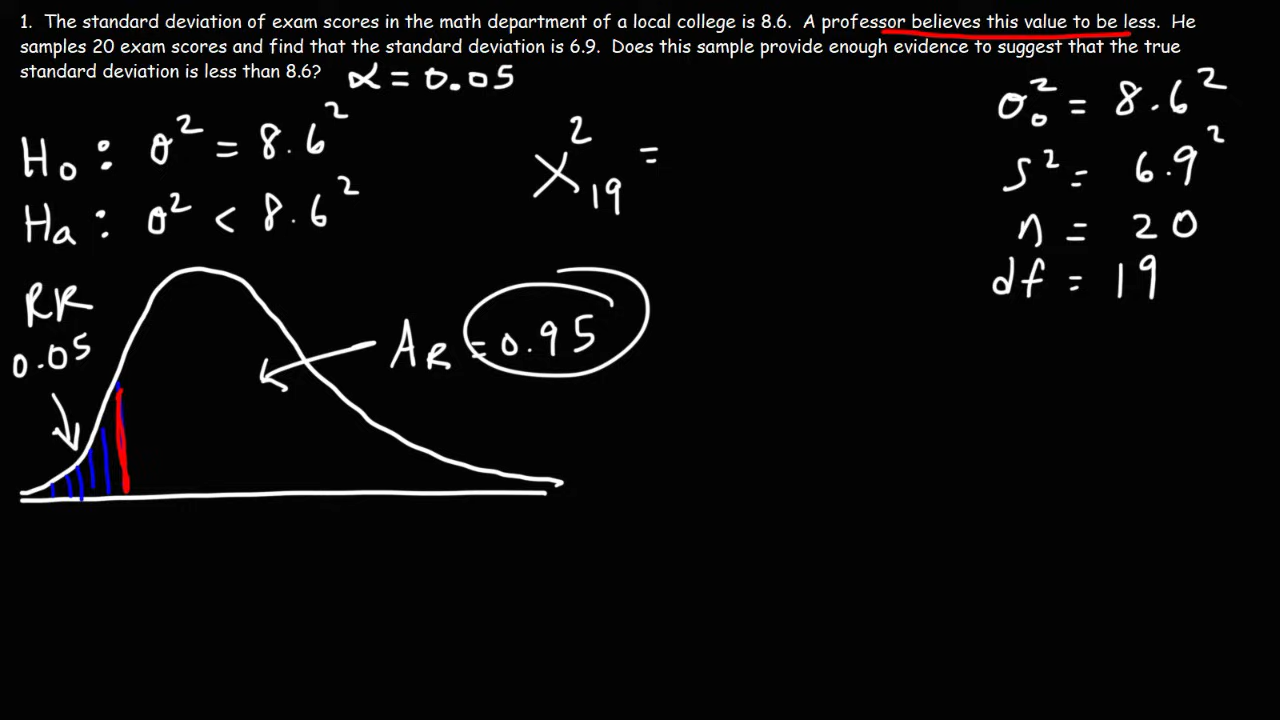 1. The standard deviation of exam scores in the math department of a local college is 8.6. A professor believes this value to be less. He
samples 20 exam scores and find that the standard deviation is 6.9. Does this sample provide enough evidence to suggest that the true
standard deviation is less than 8.6? α = 0.05
H₀ : σ² = 8.6²
Ha : σ² < 8.6²
X²₁₉ =
σ₀² = 8.6²
s² = 6.9²
n = 20
df = 19
RR
0.05
AR = 0.95